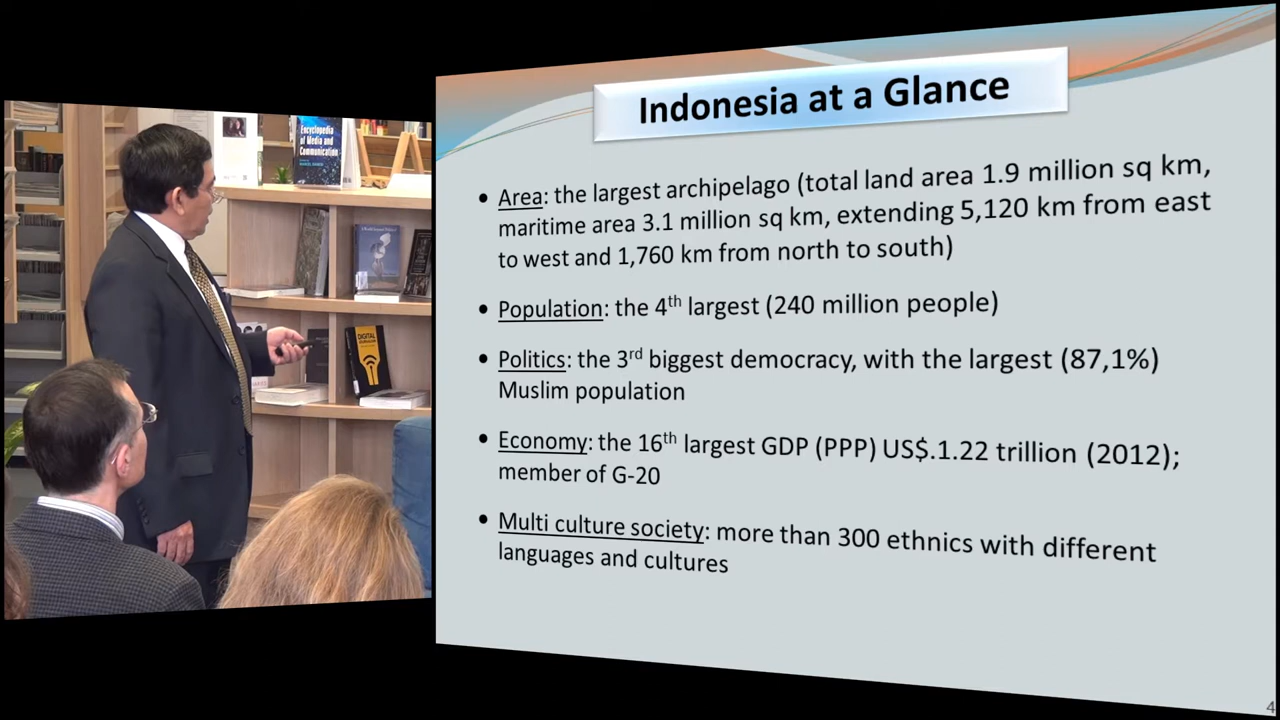 Encyclopedia
of Media and
Communication
DIGITAL
Indonesia at a Glance
• Area: the largest archipelago (total land area 1.9 million sq km,
maritime area 3.1 million sq km, extending 5,120 km from east
to west and 1,760 km from north to south)
• Population: the 4th largest (240 million people)
• Politics: the 3rd biggest democracy, with the largest (87,1%)
Muslim population
• Economy: the 16th largest GDP (PPP) US$.1.22 trillion (2012);
member of G-20
• Multi culture society: more than 300 ethnics with different
languages and cultures
4